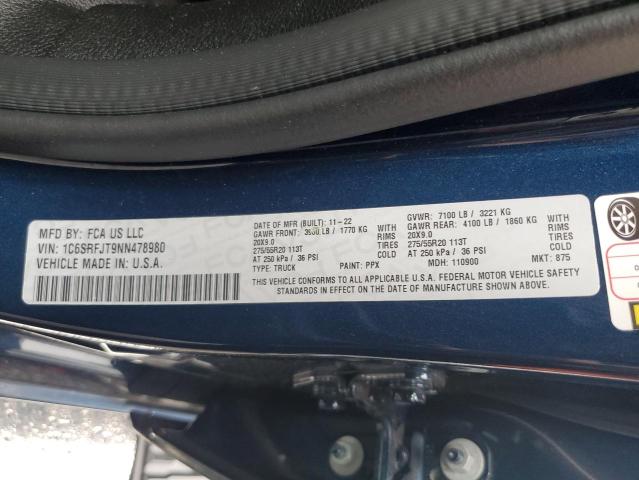 MFD BY: FCA US LLC
VIN: 1C6SRFJT9NN478980
VEHICLE MADE IN: U.S.A.
DATE OF MFR (BUILT): 11-22
GAWR FRONT: 3900 LB / 1770 KG WITH
20X9.0 RIMS
275/55R20 113T TIRES
AT 250 kPa / 36 PSI COLD
TYPE: TRUCK PAINT: PPX
GVWR: 7100 LB / 3221 KG
GAWR REAR: 4100 LB / 1860 KG WITH
20X9.0 RIMS
275/55R20 113T TIRES
AT 250 kPa / 36 PSI COLD
MDH: 110900 MKT: 875
THIS VEHICLE CONFORMS TO ALL APPLICABLE U.S.A. FEDERAL MOTOR VEHICLE SAFETY
STANDARDS IN EFFECT ON THE DATE OF MANUFACTURE SHOWN ABOVE.